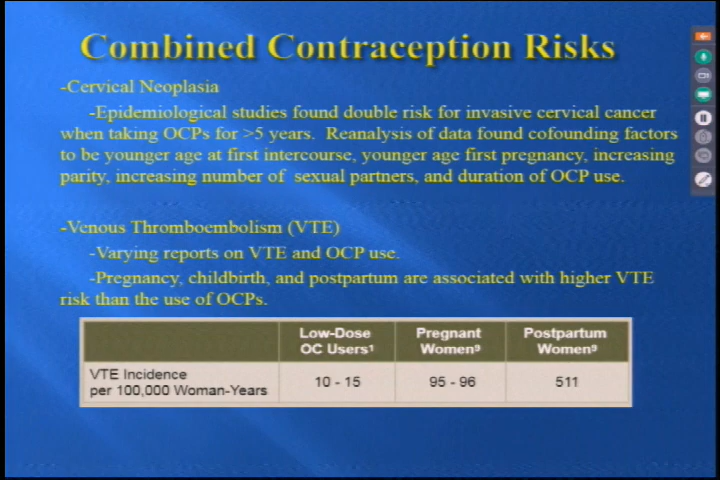 Combined Contraception Risks
-Cervical Neoplasia
-Epidemiological studies found double risk for invasive cervical cancer
when taking OCPs for >5 years. Reanalysis of data found cofounding factors
to be younger age at first intercourse, younger age first pregnancy, increasing
parity, increasing number of sexual partners, and duration of OCP use.
-Venous Thromboembolism (VTE)
-Varying reports on VTE and OCP use.
-Pregnancy, childbirth, and postpartum are associated with higher VTE
risk than the use of OCPs.
Low-Dose Pregnant Postpartum
OC Users¹ Women⁹ Women⁹
VTE Incidence
per 100,000 Woman-Years 10 - 15 95 - 96 511